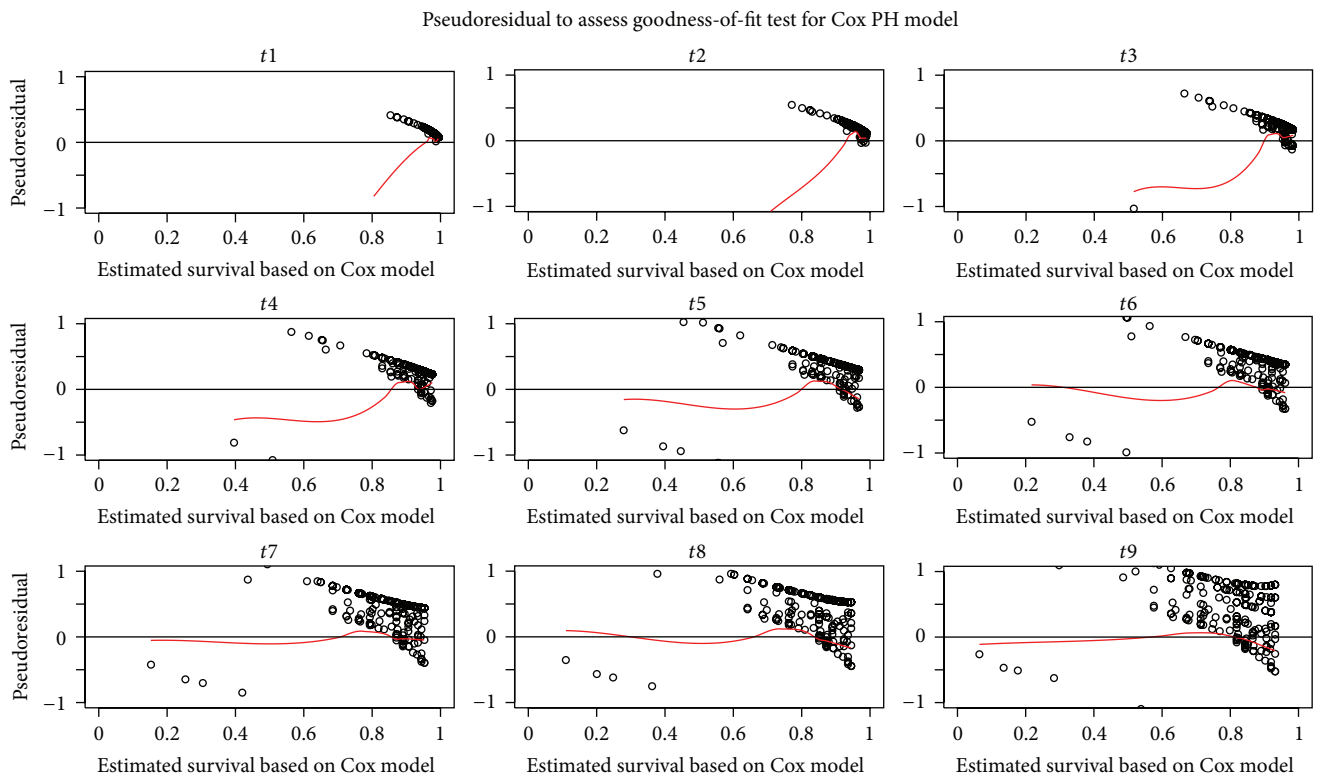 Pseudoresidual to assess goodness-of-fit test for Cox PH model
t1
t2
t3
Pseudoresidual
1
0
−1
1
0
−1
1
0
−1
0 0.2 0.4 0.6 0.8 1
0 0.2 0.4 0.6 0.8 1
0 0.2 0.4 0.6 0.8 1
Estimated survival based on Cox model
Estimated survival based on Cox model
Estimated survival based on Cox model
t4
t5
t6
Pseudoresidual
1
0
−1
1
0
−1
1
0
−1
0 0.2 0.4 0.6 0.8 1
0 0.2 0.4 0.6 0.8 1
0 0.2 0.4 0.6 0.8 1
Estimated survival based on Cox model
Estimated survival based on Cox model
Estimated survival based on Cox model
t7
t8
t9
Pseudoresidual
1
0
−1
1
0
−1
1
0
−1
0 0.2 0.4 0.6 0.8 1
0 0.2 0.4 0.6 0.8 1
0 0.2 0.4 0.6 0.8 1
Estimated survival based on Cox model
Estimated survival based on Cox model
Estimated survival based on Cox model